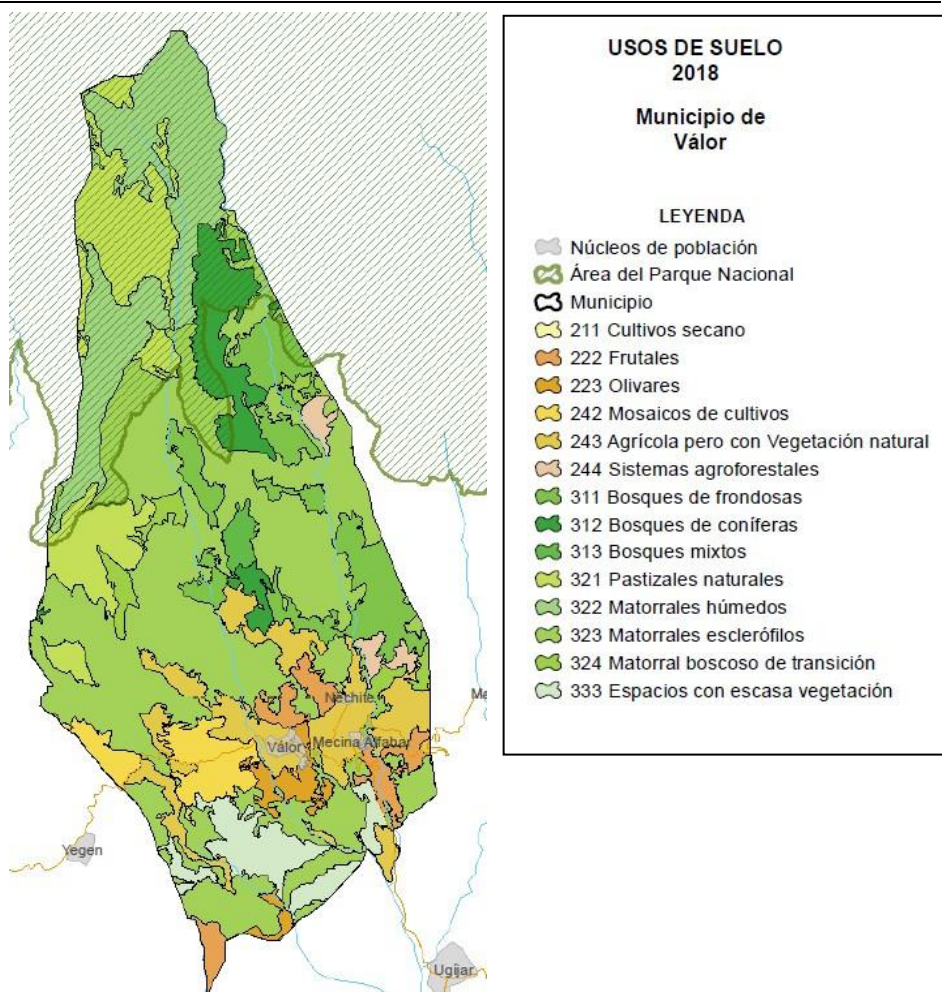 USOS DE SUELO
2018
Municipio de
Válor
LEYENDA
Núcleos de población
Área del Parque Nacional
Municipio
211 Cultivos secano
222 Frutales
223 Olivares
242 Mosaicos de cultivos
243 Agrícola pero con Vegetación natural
244 Sistemas agroforestales
311 Bosques de frondosas
312 Bosques de coníferas
313 Bosques mixtos
321 Pastizales naturales
322 Matorrales húmedos
323 Matorrales esclerófilos
324 Matorral boscoso de transición
333 Espacios con escasa vegetación
Nechite
Me
Válor
Mecina Alfahar
Yegen
Ugíjar